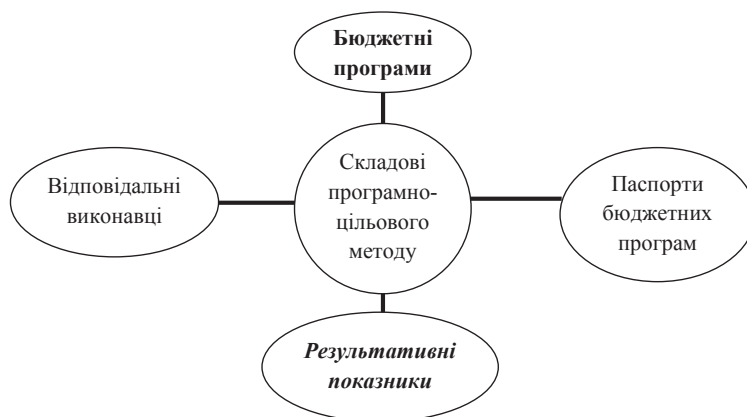 Бюджетні
програми
Відповідальні
виконавці
Складові
програмно-
цільового
методу
Паспорти
бюджетних
програм
Результативні
показники